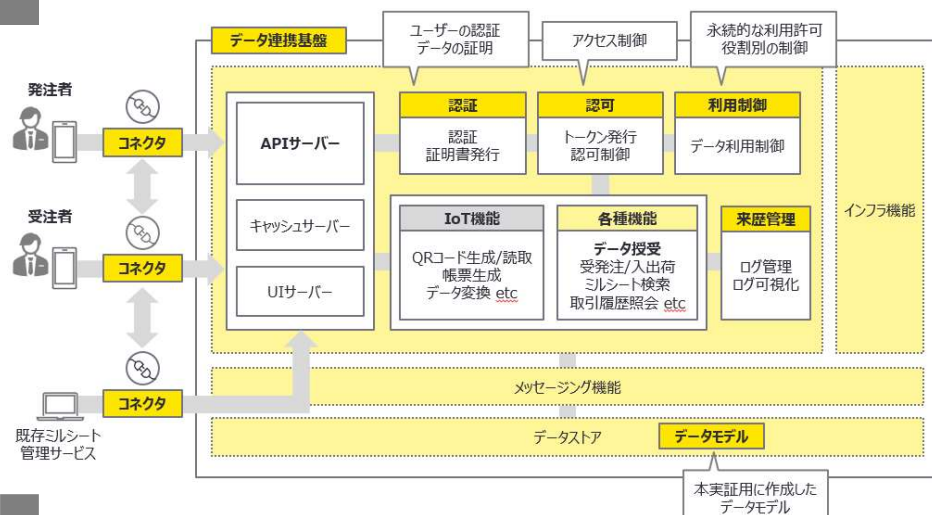 データ連携基盤
ユーザーの認証
データの証明
アクセス制御
永続的な利用許可
役割別の制御
発注者
コネクタ
受注者
コネクタ
コネクタ
既存ミルシート
管理サービス
APIサーバー
キャッシュサーバー
UIサーバー
認証
認証
証明書発行
認可
トークン発行
認可制御
利用制御
データ利用制御
IoT機能
QRコード生成/読取
帳票生成
データ変換 etc
各種機能
データ授受
受発注/入出荷
ミルシート検索
取引履歴照会 etc
来歴管理
ログ管理
ログ可視化
インフラ機能
メッセージング機能
データストア
データモデル
本実証用に作成した
データモデル